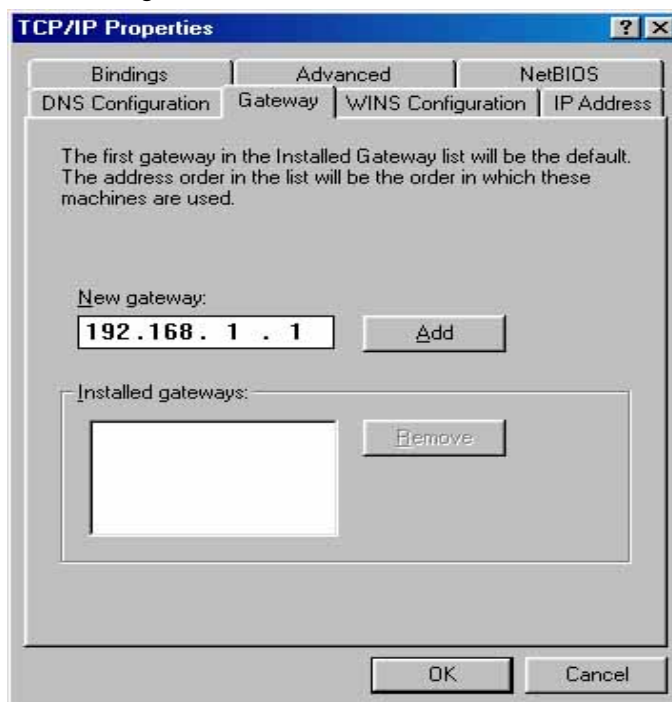 TCP/IP Properties
? X
Bindings Advanced NetBIOS
DNS Configuration Gateway WINS Configuration IP Address
The first gateway in the Installed Gateway list will be the default.
The address order in the list will be the order in which these
machines are used.
New gateway:
192.168. 1 . 1
Add
Installed gateways:
Remove
OK Cancel